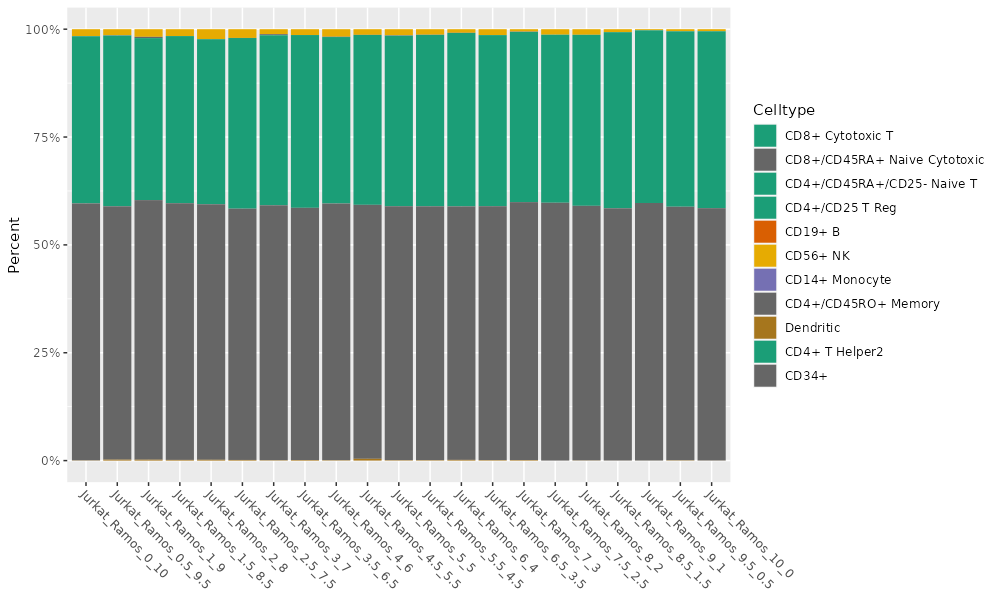 100%
75%
50%
25%
0%
Percent
Jurkat_Ramos_0_10
Jurkat_Ramos_0.5_9.5
Jurkat_Ramos_1_9
Jurkat_Ramos_1.5_8.5
Jurkat_Ramos_2_8
Jurkat_Ramos_2.5_7.5
Jurkat_Ramos_3_7
Jurkat_Ramos_3.5_6.5
Jurkat_Ramos_4_6
Jurkat_Ramos_4.5_5.5
Jurkat_Ramos_5_5
Jurkat_Ramos_5.5_4.5
Jurkat_Ramos_6_4
Jurkat_Ramos_6.5_3.5
Jurkat_Ramos_7_3
Jurkat_Ramos_7.5_2.5
Jurkat_Ramos_8_2
Jurkat_Ramos_8.5_1.5
Jurkat_Ramos_9_1
Jurkat_Ramos_9.5_0.5
Jurkat_Ramos_10_0
Celltype
CD8+ Cytotoxic T
CD8+/CD45RA+ Naive Cytotoxic
CD4+/CD45RA+/CD25- Naive T
CD4+/CD25 T Reg
CD19+ B
CD56+ NK
CD14+ Monocyte
CD4+/CD45RO+ Memory
Dendritic
CD4+ T Helper2
CD34+